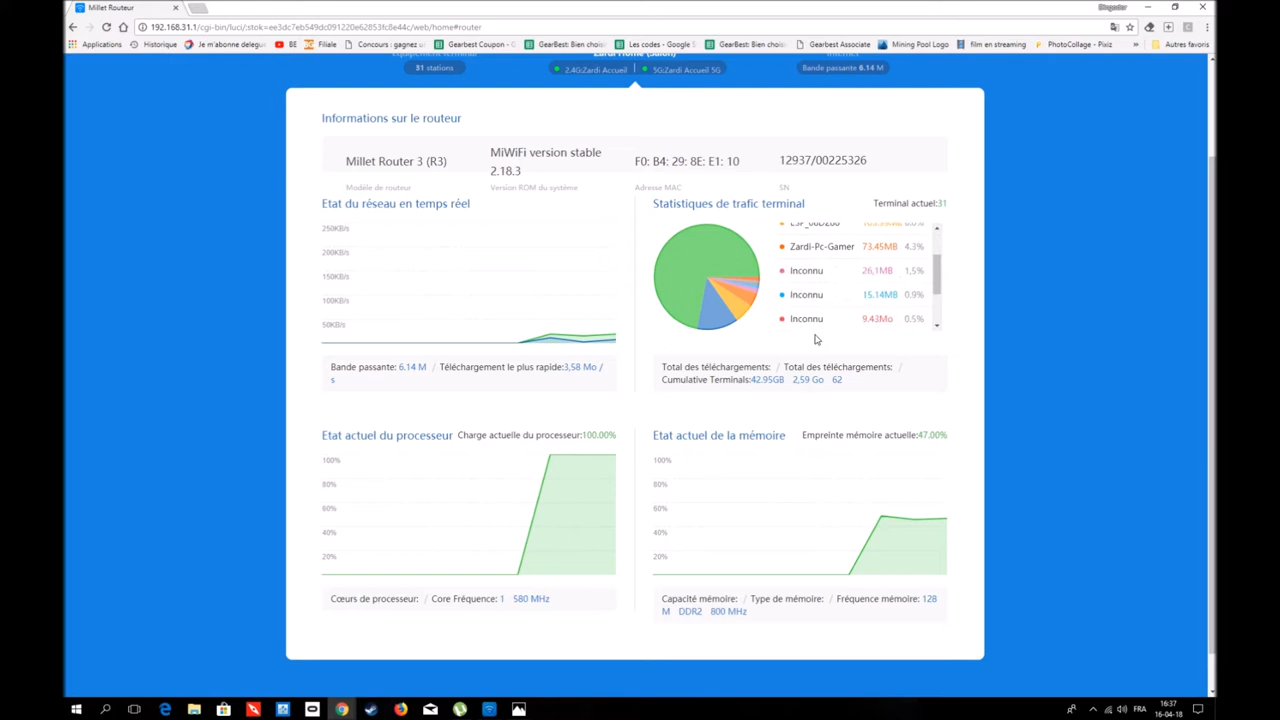 Millet Routeur
192.168.31.1/cgi-bin/luci/;stok=ee3dc7eb549dc091220e62853fc8e44c/web/home#router
Applications
Historique
Je m'abonne delegu
BE
Filiale
Concours : gagnez u
Gearbest Coupon - G
GearBest: Bien chois
Les codes - Google S
GearBest: Bien choi
Gearbest Associate
Mining Pool Logo
film en streaming
PhotoCollage - Pixiz
Autres favoris
31 stations
2.4G:Zardi Accueil
5G:Zardi Accueil 5G
Bande passante 6.14 M
Informations sur le routeur
Millet Router 3 (R3)
MiWiFi version stable
2.18.3
F0: B4: 29: 8E: E1: 10
12937/00225326
Modèle de routeur
Version ROM du système
Adresse MAC
SN
Etat du réseau en temps réel
250KB/s
200KB/s
150KB/s
100KB/s
50KB/s
Bande passante: 6.14 M / Téléchargement le plus rapide:3,58 Mo /
s
Statistiques de trafic terminal
Terminal actuel:31
Zardi-Pc-Gamer 73.45MB 4.3%
Inconnu 26,1MB 1,5%
Inconnu 15.14MB 0.9%
Inconnu 9.43Mo 0.5%
Total des téléchargements: / Total des téléchargements: /
Cumulative Terminals:42.95GB 2,59 Go 62
Etat actuel du processeur
Charge actuelle du processeur:100.00%
100%
80%
60%
40%
20%
Cœurs de processeur: / Core Fréquence: 1 580 MHz
Etat actuel de la mémoire
Empreinte mémoire actuelle:47.00%
100%
80%
60%
40%
20%
Capacité mémoire: / Type de mémoire: / Fréquence mémoire: 128
M DDR2 800 MHz
FRA
16:37
16-04-18